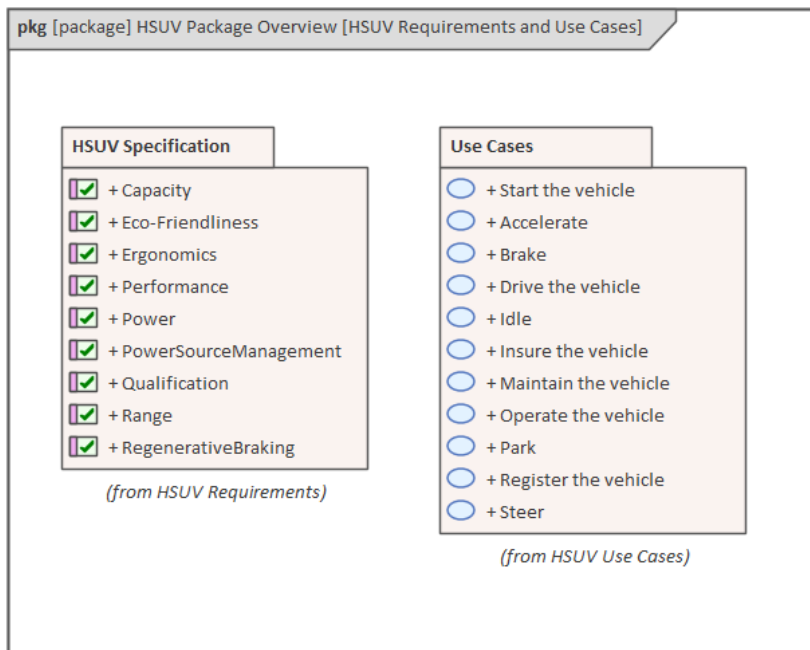 pkg [package] HSUV Package Overview [HSUV Requirements and Use Cases]
HSUV Specification
+ Capacity
+ Eco-Friendliness
+ Ergonomics
+ Performance
+ Power
+ PowerSourceManagement
+ Qualification
+ Range
+ RegenerativeBraking
(from HSUV Requirements)
Use Cases
+ Start the vehicle
+ Accelerate
+ Brake
+ Drive the vehicle
+ Idle
+ Insure the vehicle
+ Maintain the vehicle
+ Operate the vehicle
+ Park
+ Register the vehicle
+ Steer
(from HSUV Use Cases)